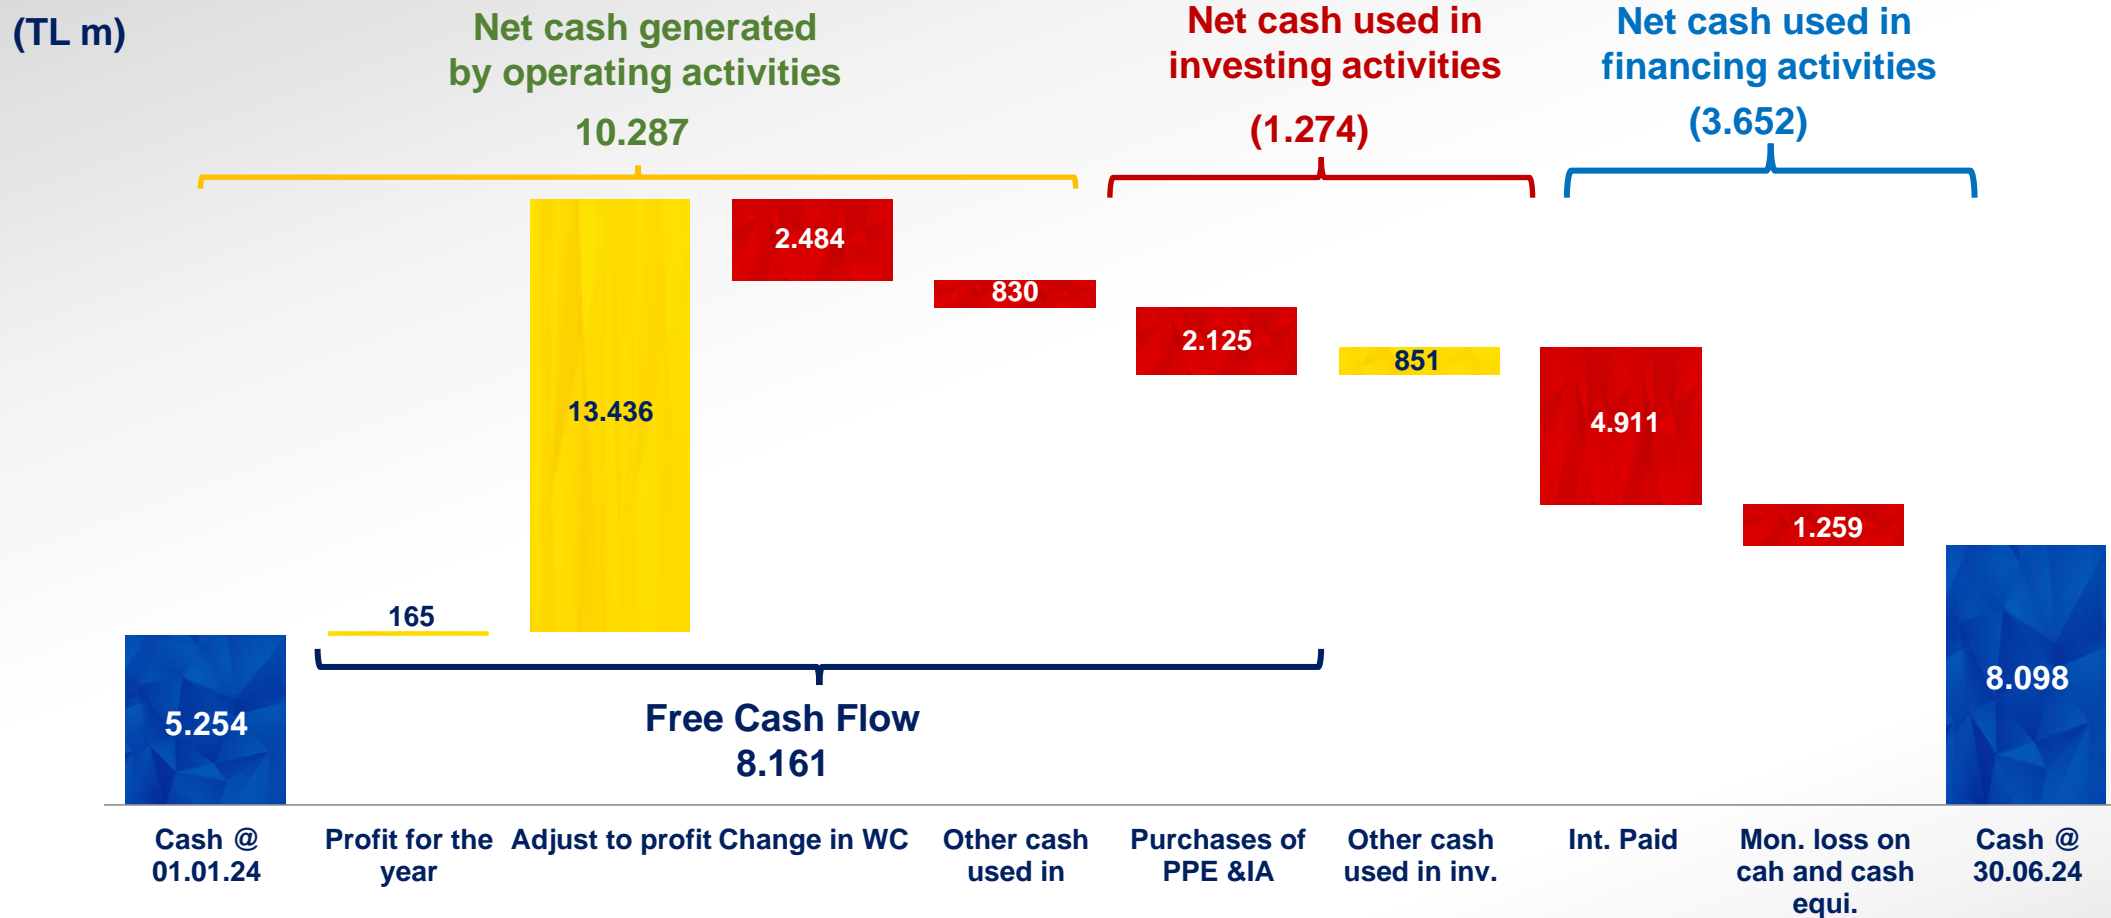 (TL m)
Net cash generated
by operating activities
10.287
Net cash used in
investing activities
(1.274)
Net cash used in
financing activities
(3.652)
2.484
830
2.125
851
13.436
4.911
1.259
165
5.254
8.098
Free Cash Flow
8.161
Cash @
01.01.24
Profit for the
year
Adjust to profit
Change in WC
Other cash
used in
Purchases of
PPE &IA
Other cash
used in inv.
Int. Paid
Mon. loss on
cah and cash
equi.
Cash @
30.06.24